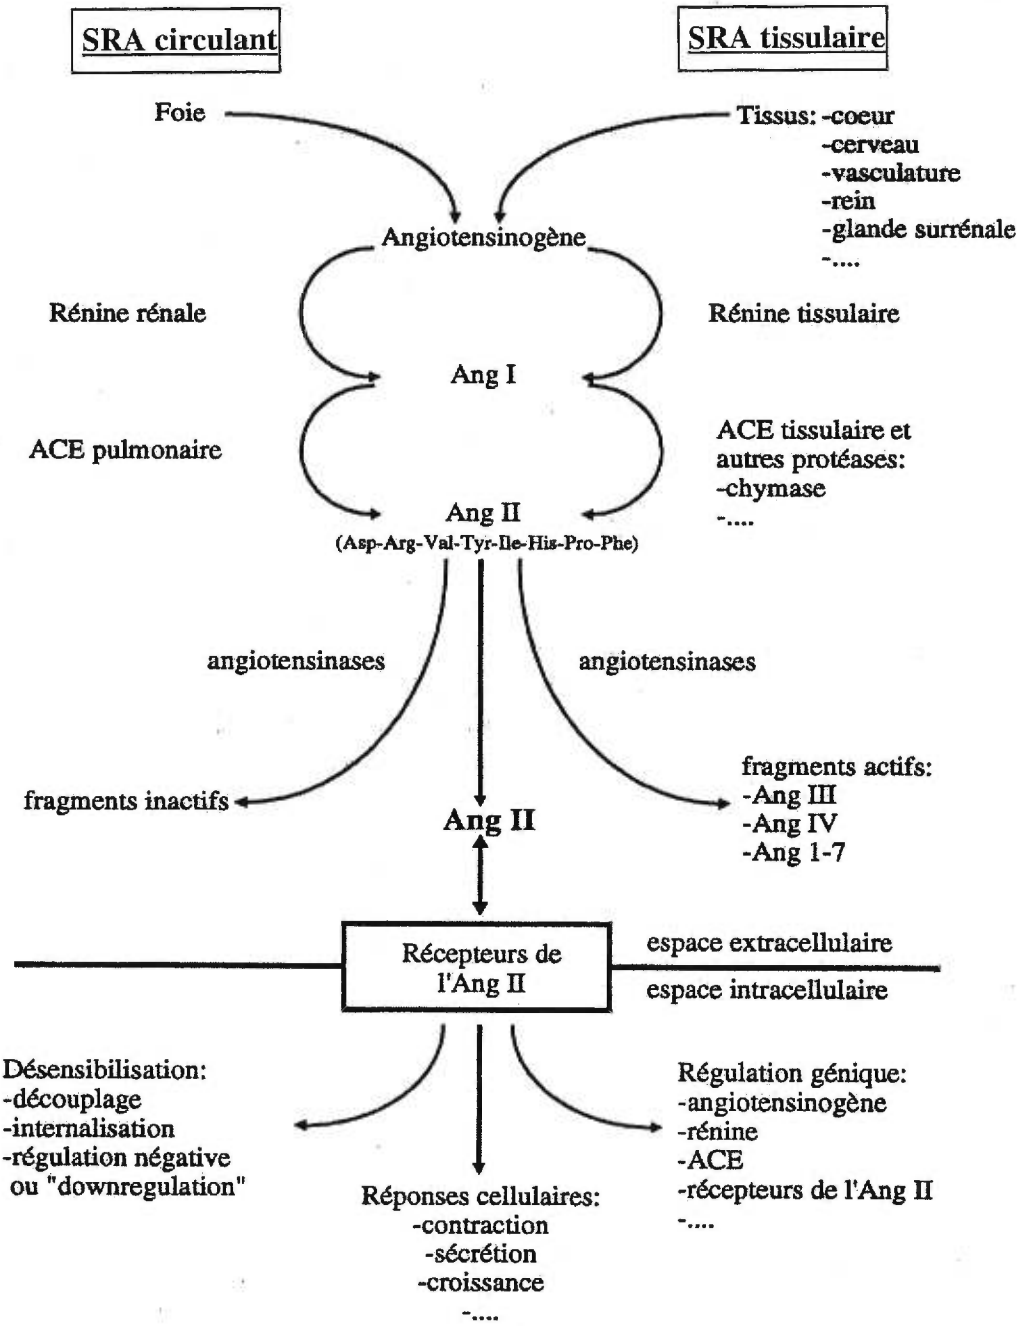 SRA circulant
SRA tissulaire
Foie
Tissus: -coeur
-cerveau
-vasculature
-rein
-glande surrénale
-....
Angiotensinogène
Rénine rénale
Rénine tissulaire
Ang I
ACE pulmonaire
ACE tissulaire et
autres protéases:
-chymase
-....
Ang II
(Asp-Arg-Val-Tyr-Ile-His-Pro-Phe)
angiotensinases
angiotensinases
fragments inactifs
fragments actifs:
-Ang III
-Ang IV
-Ang 1-7
Ang II
Récepteurs de
l'Ang II
espace extracellulaire
espace intracellulaire
Désensibilisation:
-découplage
-internalisation
-régulation négative
ou "downregulation"
Réponses cellulaires:
-contraction
-sécrétion
-croissance
-....
Régulation génique:
-angiotensinogène
-rénine
-ACE
-récepteurs de l'Ang II
-....